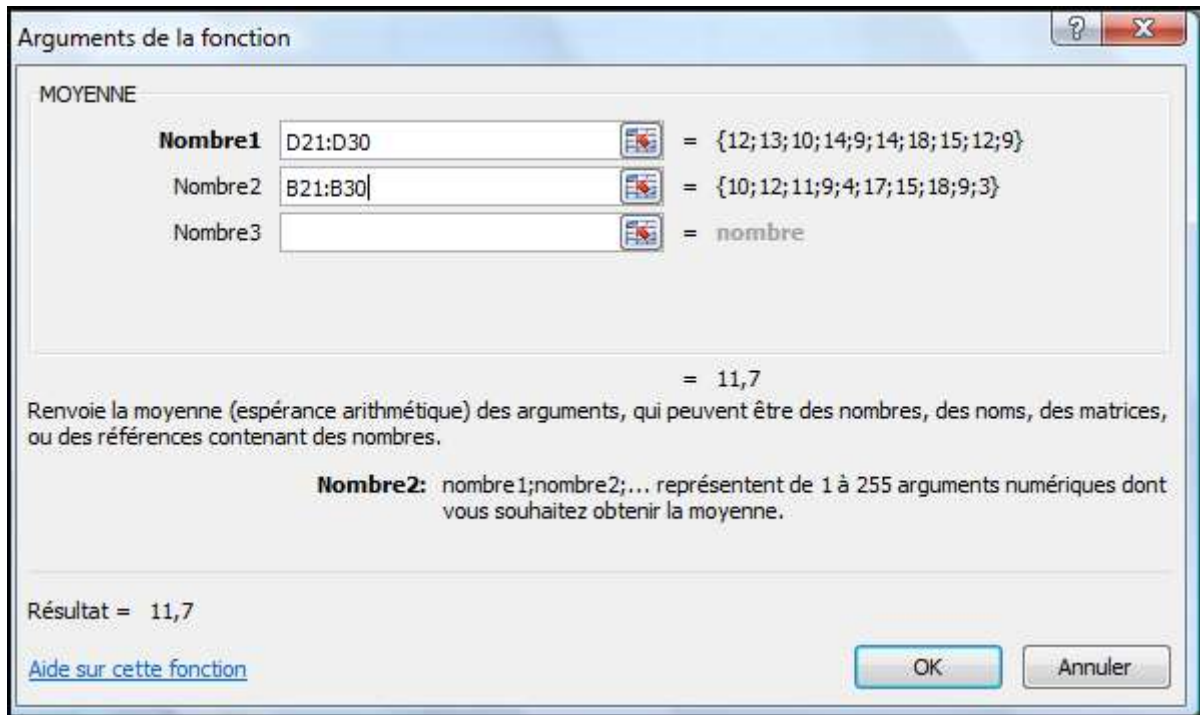 Arguments de la fonction
MOYENNE
Nombre1 D21:D30 = {12;13;10;14;9;14;18;15;12;9}
Nombre2 B21:B30 = {10;12;11;9;4;17;15;18;9;3}
Nombre3 = nombre
= 11,7
Renvoie la moyenne (espérance arithmétique) des arguments, qui peuvent être des nombres, des noms, des matrices,
ou des références contenant des nombres.
Nombre2: nombre1;nombre2;... représentent de 1 à 255 arguments numériques dont
vous souhaitez obtenir la moyenne.
Résultat = 11,7
Aide sur cette fonction OK Annuler